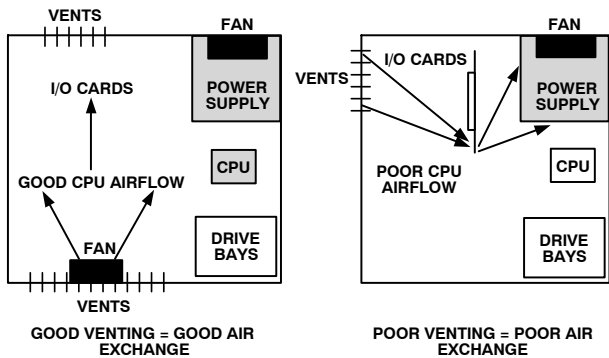 VENTS
FAN
I/O CARDS
POWER
SUPPLY
CPU
GOOD CPU AIRFLOW
FAN
DRIVE
BAYS
VENTS
GOOD VENTING = GOOD AIR
EXCHANGE
FAN
I/O CARDS
VENTS
POWER
SUPPLY
CPU
POOR CPU
AIRFLOW
DRIVE
BAYS
POOR VENTING = POOR AIR
EXCHANGE